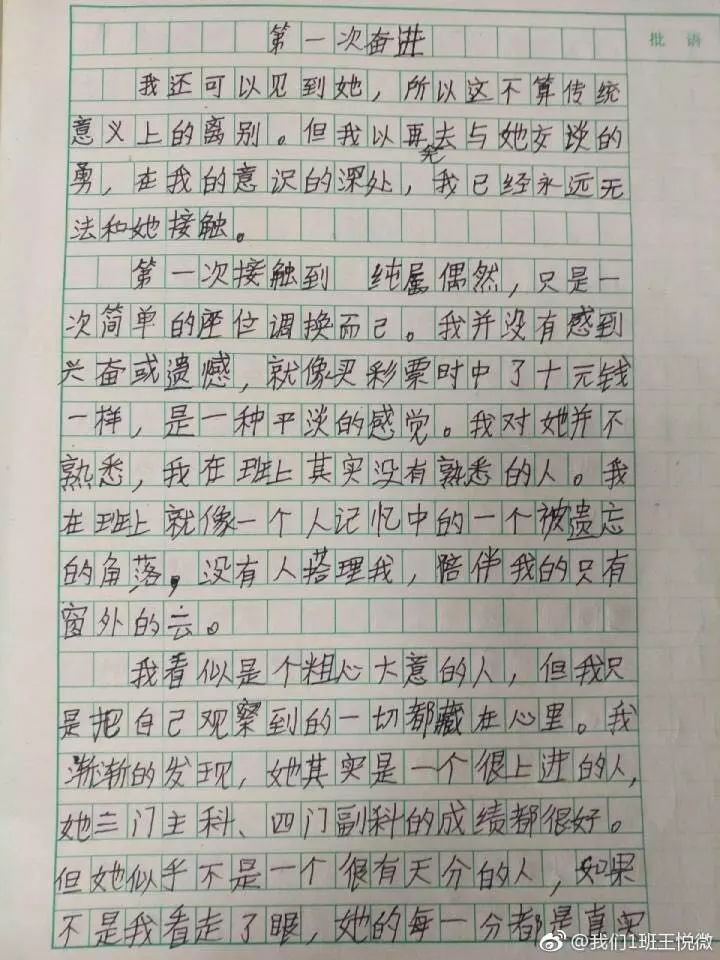 第一次奋进
批语
我还可以见到她，所以这不算传统
意义上的离别。但我以再去与她交谈的
发
勇，在我的意识的深处，我已经永远无
法和她接触。
第一次接触到 纯属偶然，只是一
次简单的座位调换而已。我并没有感到
兴奋或遗憾，就像买彩票时中了十元钱
一样，是一种平淡的感觉。我对她并不
熟悉，我在班上其实没有熟悉的人。我
在班上就像一个人记忆中的一个被遗忘
的角落，没有人搭理我，陪伴我的只有
窗外的云。
我看似是个粗心大意的人，但我只
是把自己观察到的一切都藏在心里。我
渐渐的发现，她其实是一个很上进的人，
她三门主科、四门副科的成绩都很好。
但她似乎不是一个很有天分的人，如果
不是我看走了眼，她的每一分都是真实
@我们1班王悦微